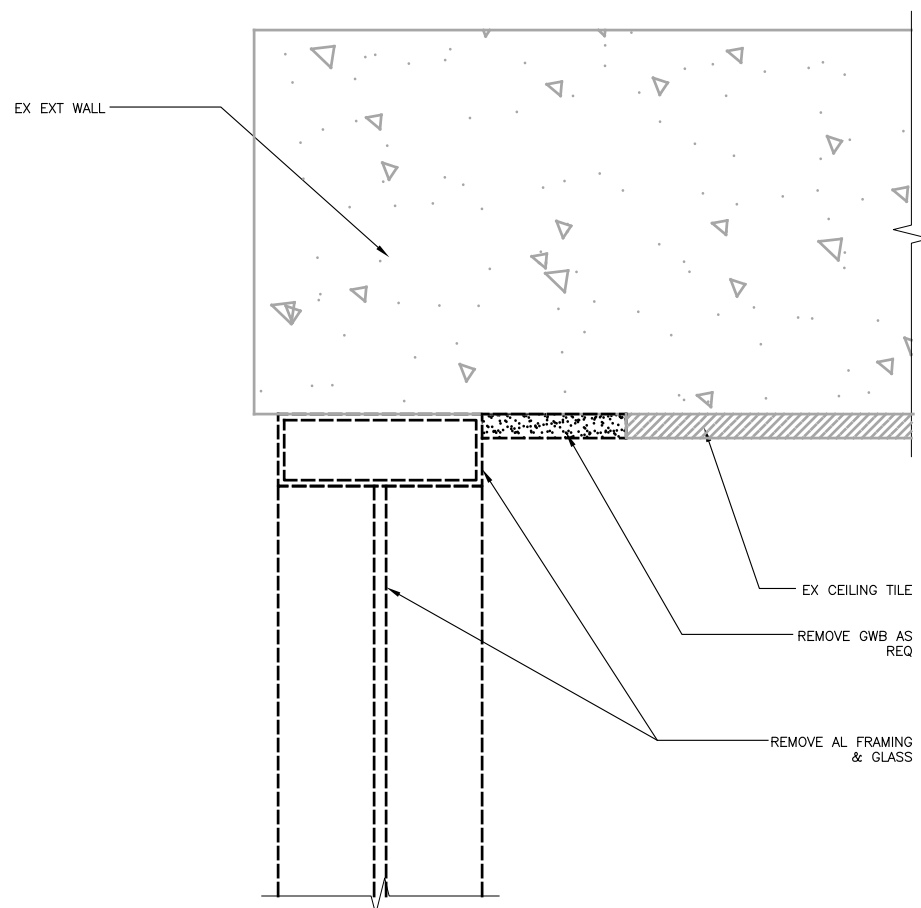 EX EXT WALL
EX CEILING TILE
REMOVE GWB AS
REQ
REMOVE AL FRAMING
& GLASS